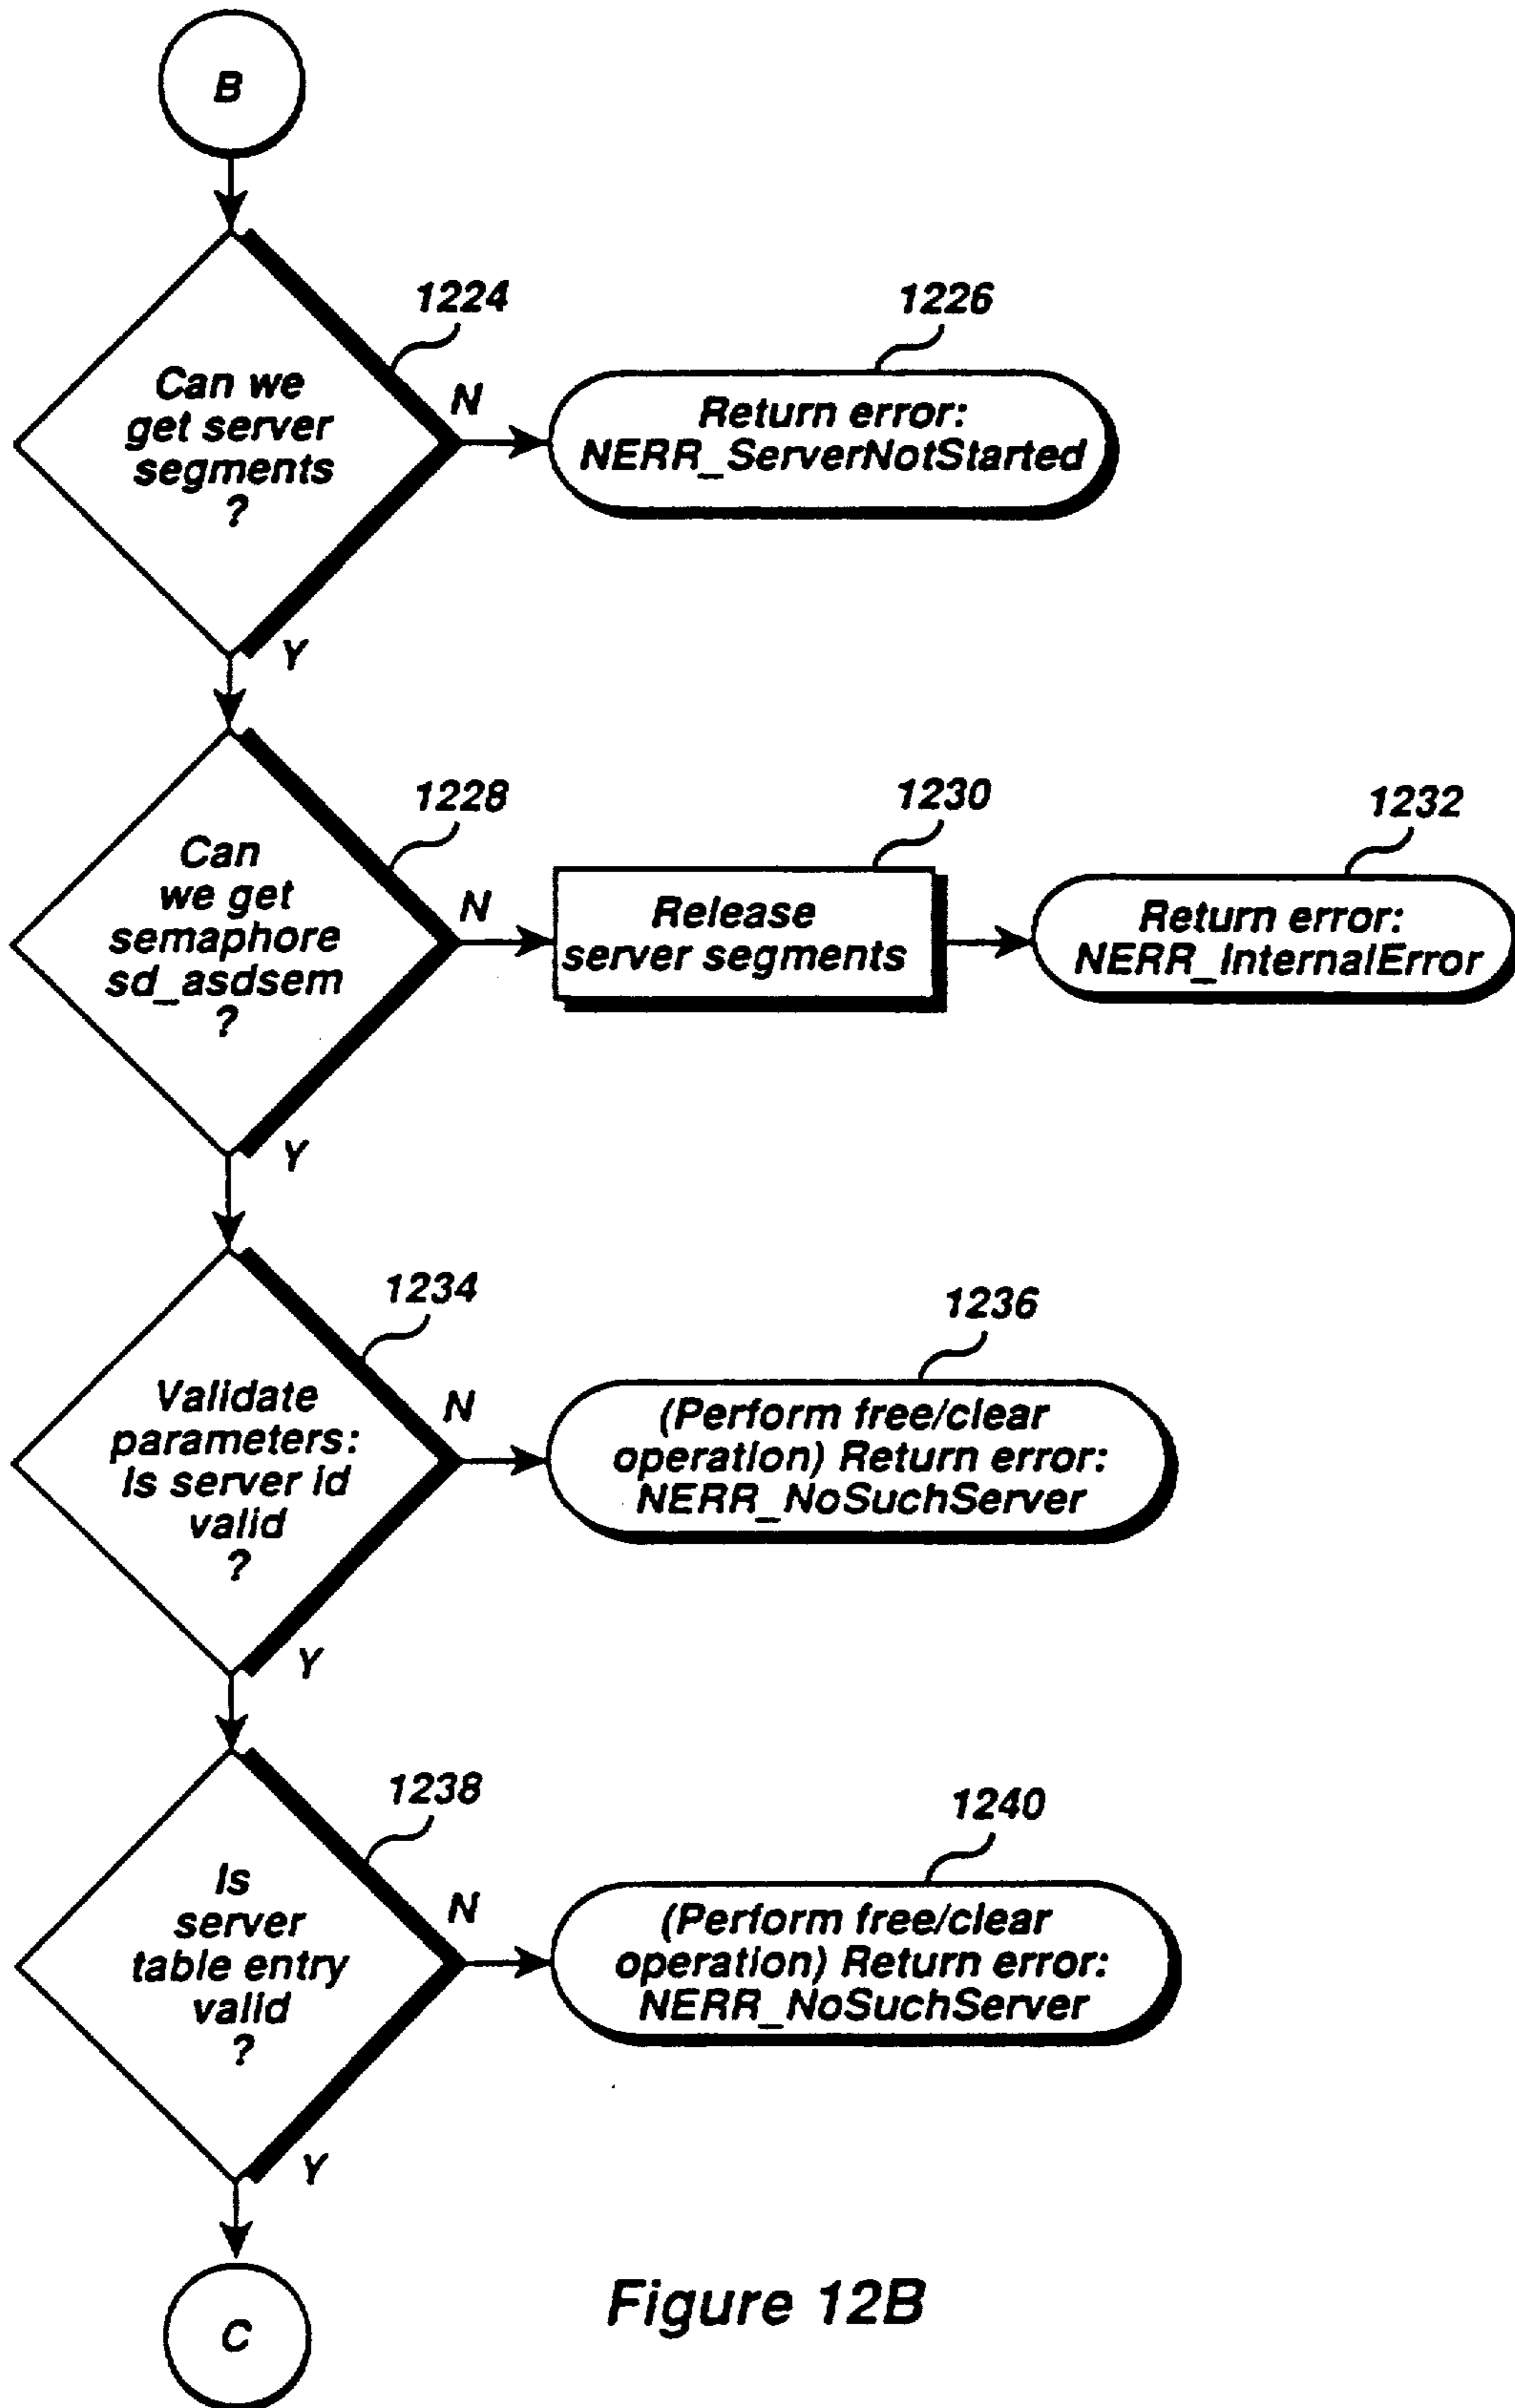 B
1224
Can we
get server
segments
?
N
1226
Return error:
NERR_ServerNotStarted
Y
1228
Can
we get
semaphore
sd_asdsem
?
N
1230
Release
server segments
1232
Return error:
NERR_InternalError
Y
1234
Validate
parameters:
Is server id
valid
?
N
1236
(Perform free/clear
operation) Return error:
NERR_NoSuchServer
Y
1238
Is
server
table entry
valid
?
N
1240
(Perform free/clear
operation) Return error:
NERR_NoSuchServer
Y
C
Figure 12B